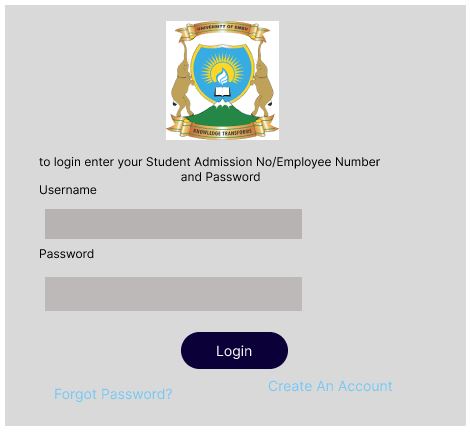 UNIVERSITY OF EMBU
KNOWLEDGE TRANSFORMS
to login enter your Student Admission No/Employee Number
and Password
Username
Password
Login
Forgot Password?
Create An Account